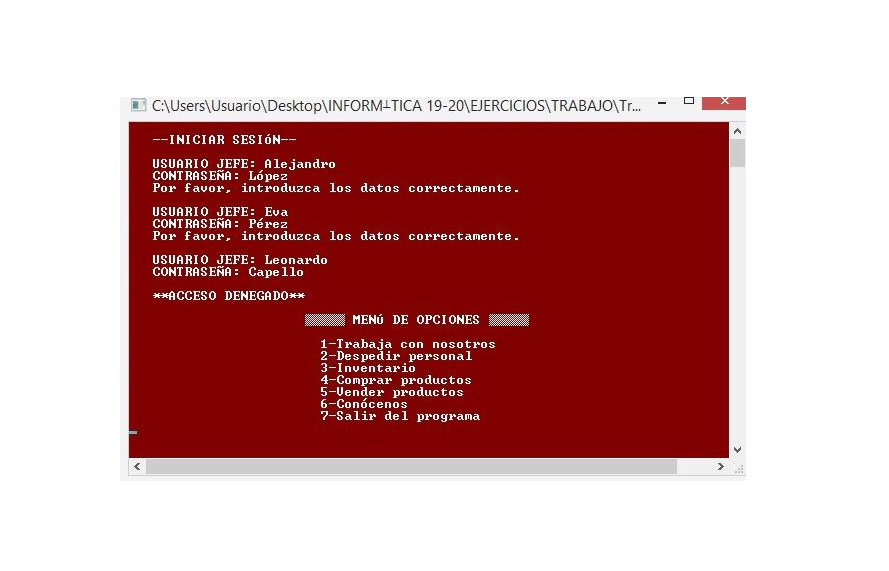 C:\Users\Usuario\Desktop\INFORM┴TICA 19-20\EJERCICIOS\TRABAJO\Tr...
--INICIAR SESIóN--
USUARIO JEFE: Alejandro
CONTRASEÑA: López
Por favor, introduzca los datos correctamente.
USUARIO JEFE: Eva
CONTRASEÑA: Pérez
Por favor, introduzca los datos correctamente.
USUARIO JEFE: Leonardo
CONTRASEÑA: Capello
**ACCESO DENEGADO**
▒▒▒▒▒ MENú DE OPCIONES ▒▒▒▒▒
1-Trabaja con nosotros
2-Despedir personal
3-Inventario
4-Comprar productos
5-Vender productos
6-Conócenos
7-Salir del programa